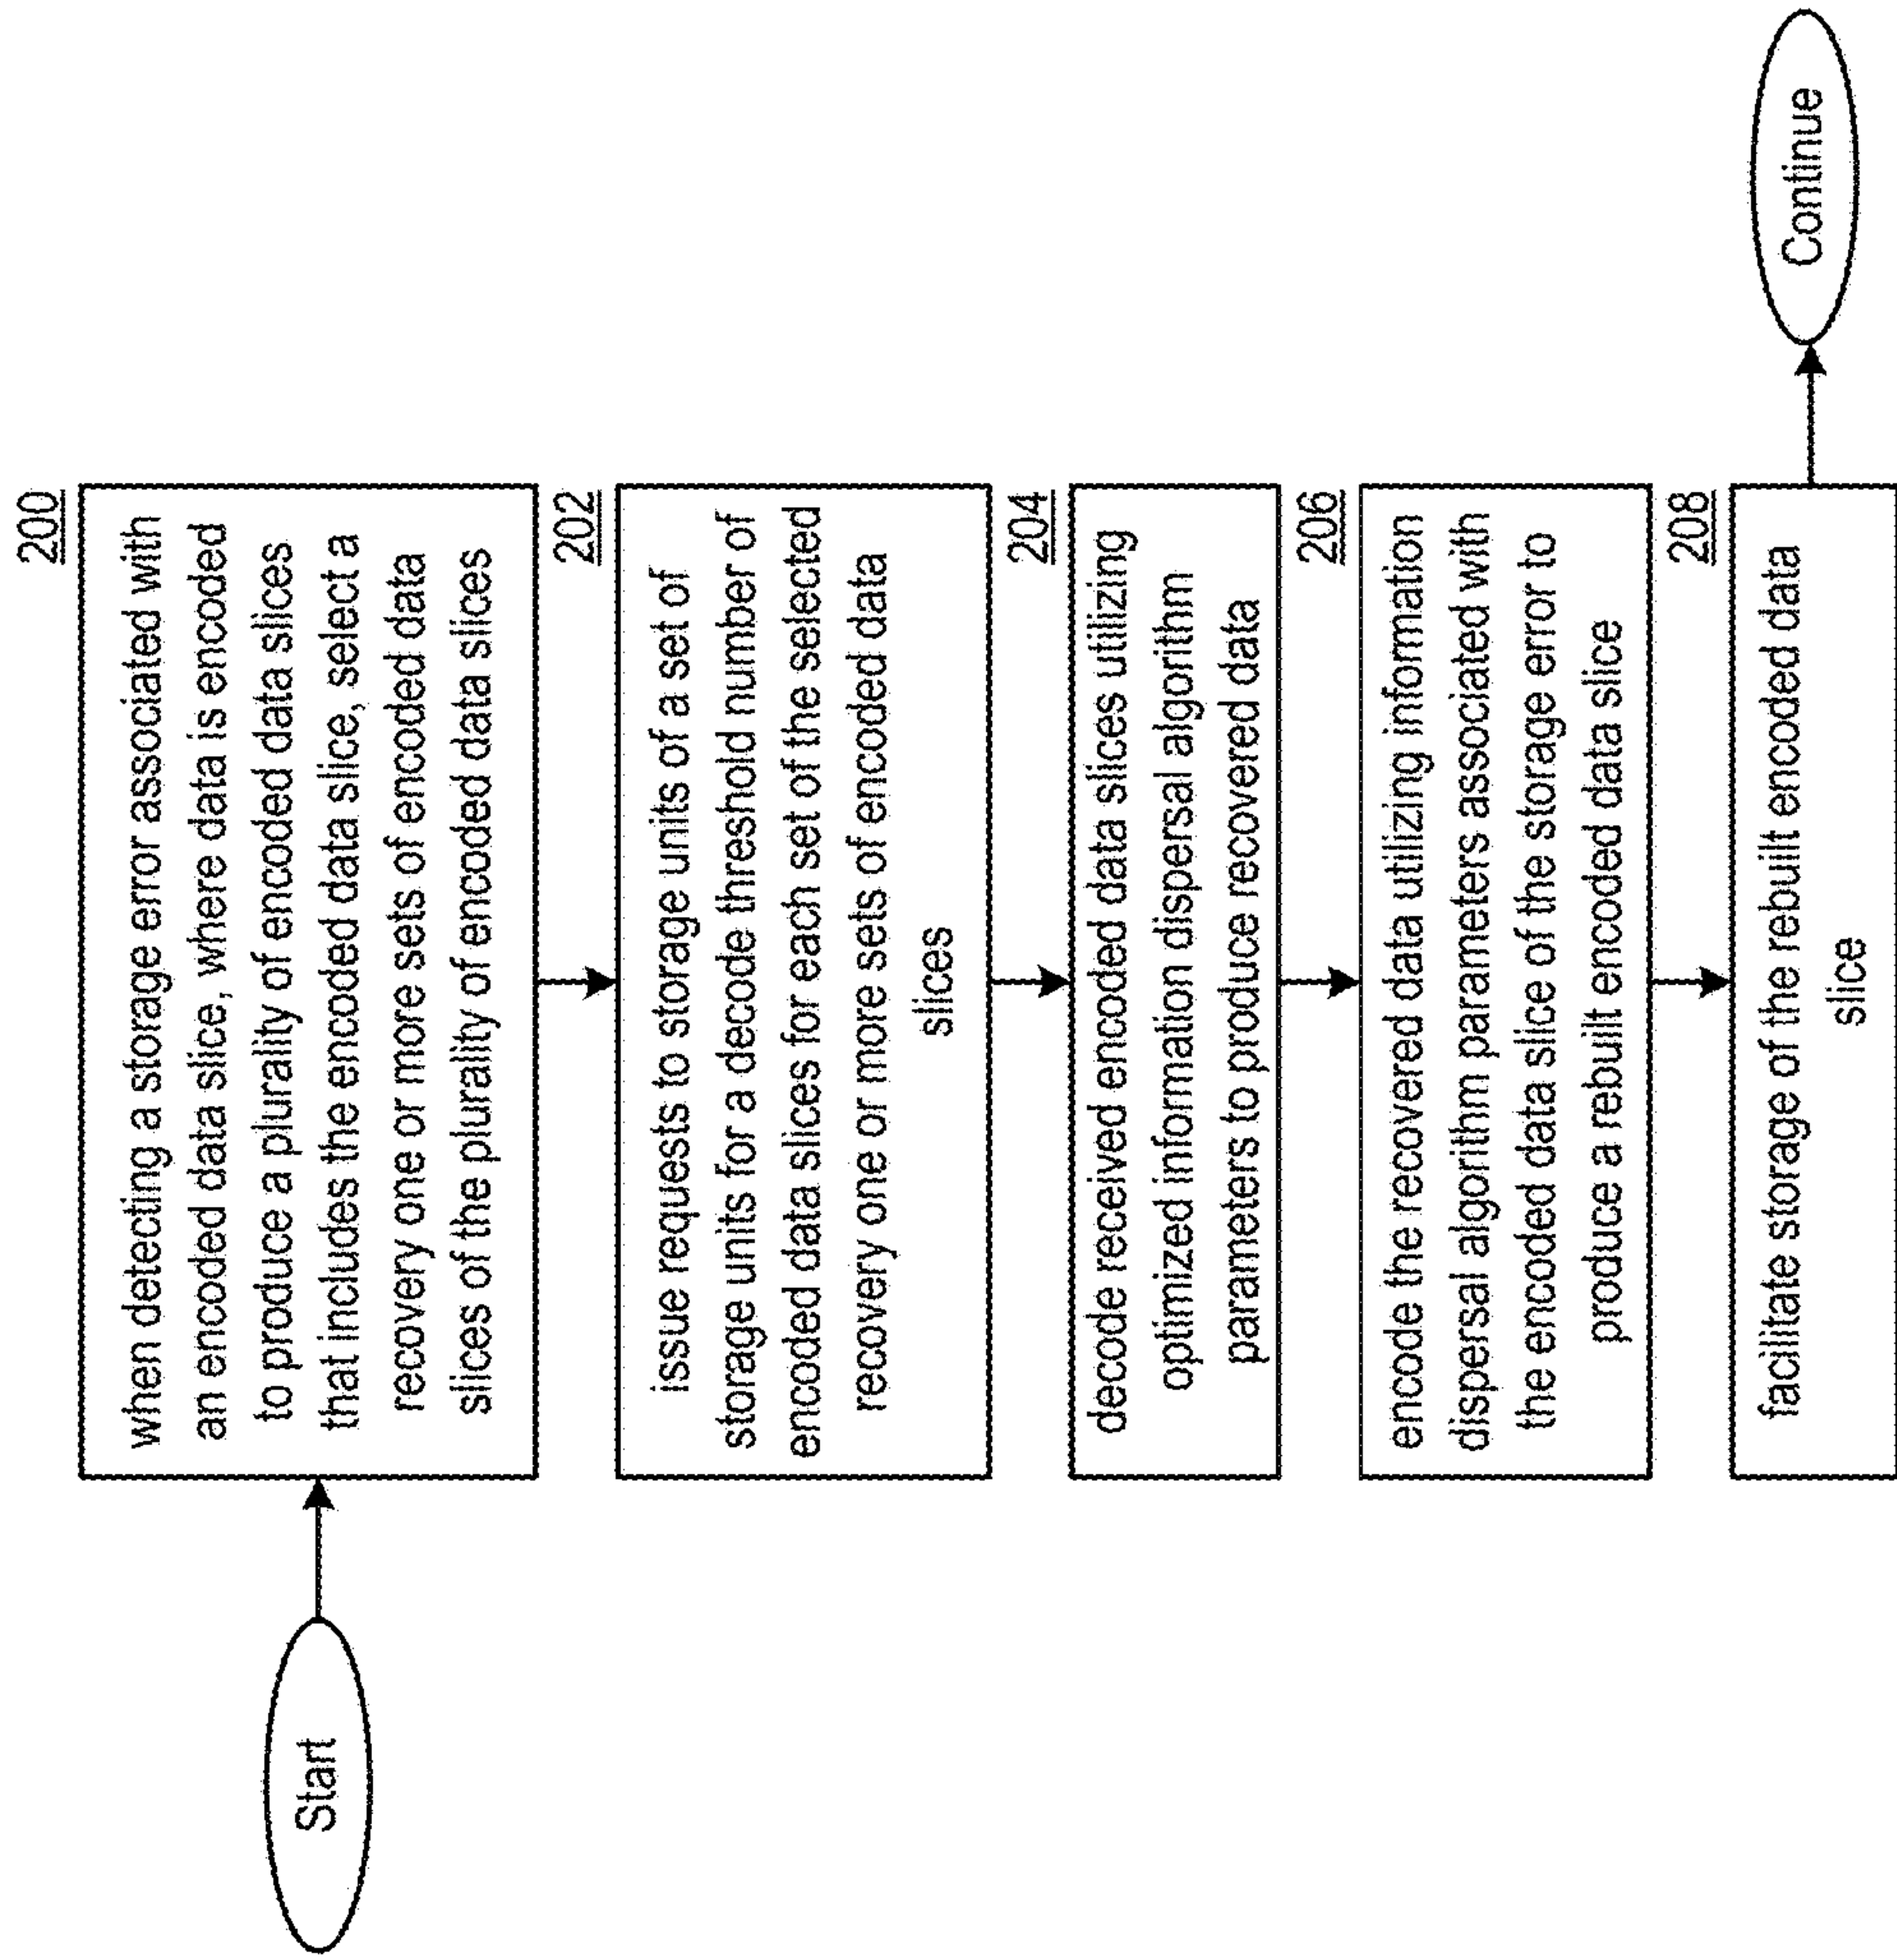 Start
200
when detecting a storage error associated with
an encoded data slice, where data is encoded
to produce a plurality of encoded data slices
that includes the encoded data slice, select a
recovery one or more sets of encoded data
slices of the plurality of encoded data slices
202
issue requests to storage units of a set of
storage units for a decode threshold number of
encoded data slices for each set of the selected
recovery one or more sets of encoded data
slices
204
decode received encoded data slices utilizing
optimized information dispersal algorithm
parameters to produce recovered data
206
encode the recovered data utilizing information
dispersal algorithm parameters associated with
the encoded data slice of the storage error to
produce a rebuilt encoded data slice
208
facilitate storage of the rebuilt encoded data
slice
Continue